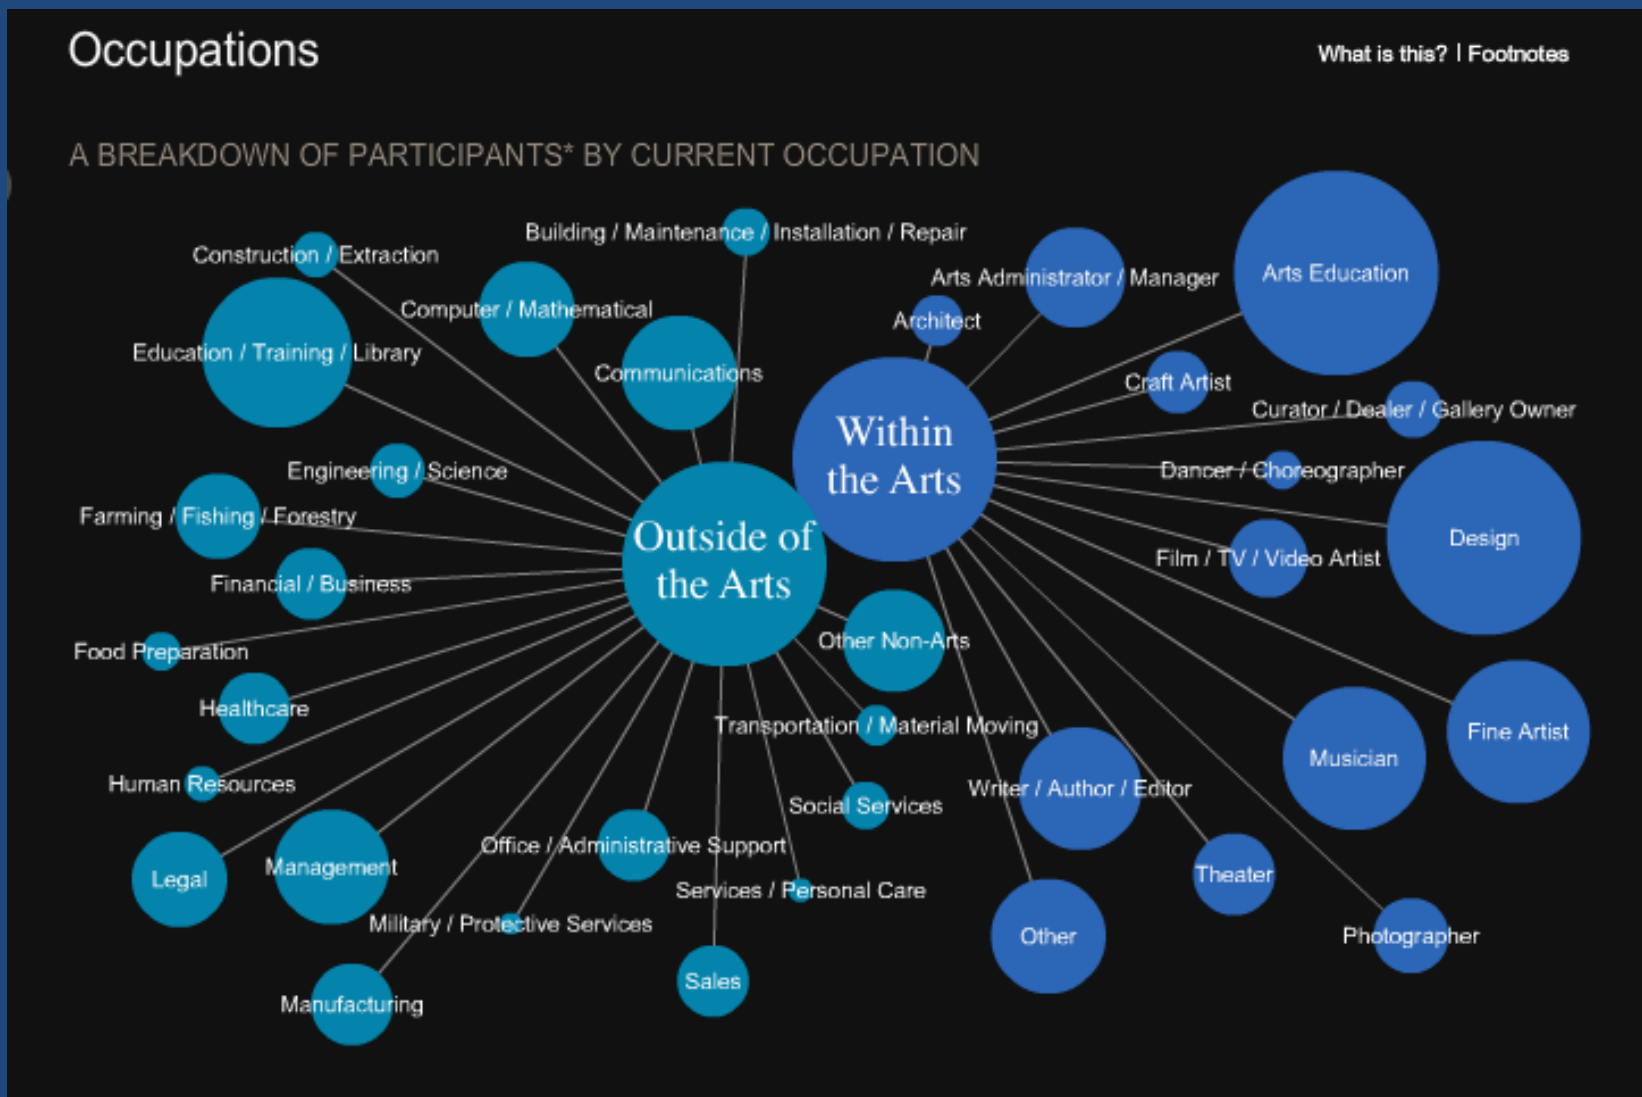 Occupations
What is this? | Footnotes
A BREAKDOWN OF PARTICIPANTS* BY CURRENT OCCUPATION
Building / Maintenance / Installation / Repair
Construction / Extraction
Computer / Mathematical
Education / Training / Library
Communications
Engineering / Science
Farming / Fishing / Forestry
Financial / Business
Food Preparation
Healthcare
Human Resources
Legal
Management
Manufacturing
Military / Protective Services
Office / Administrative Support
Sales
Services / Personal Care
Social Services
Transportation / Material Moving
Other Non-Arts
Outside of
the Arts
Within
the Arts
Architect
Arts Administrator / Manager
Arts Education
Craft Artist
Curator / Dealer / Gallery Owner
Dancer / Choreographer
Design
Film / TV / Video Artist
Fine Artist
Musician
Photographer
Theater
Writer / Author / Editor
Other